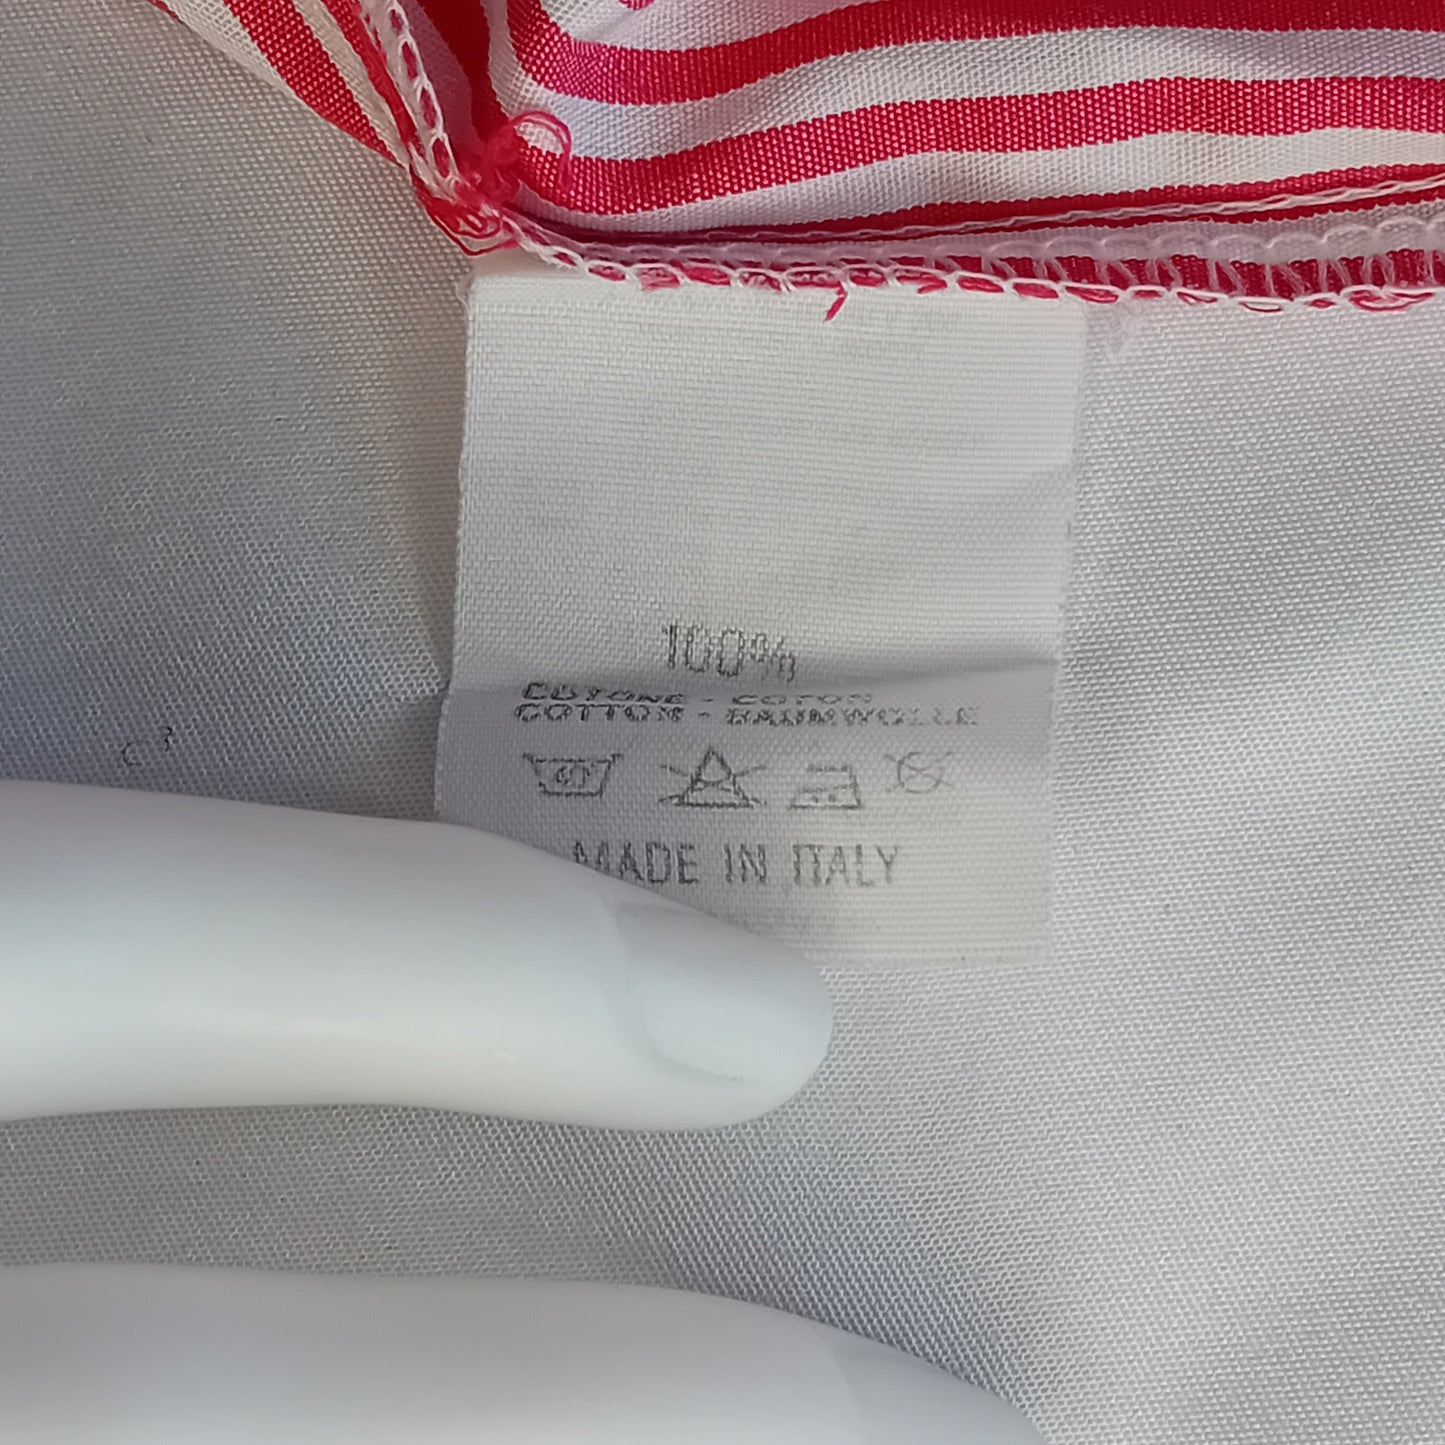 100%
COTONE - COTON
COTTON - BAUMWOLLE
MADE IN ITALY